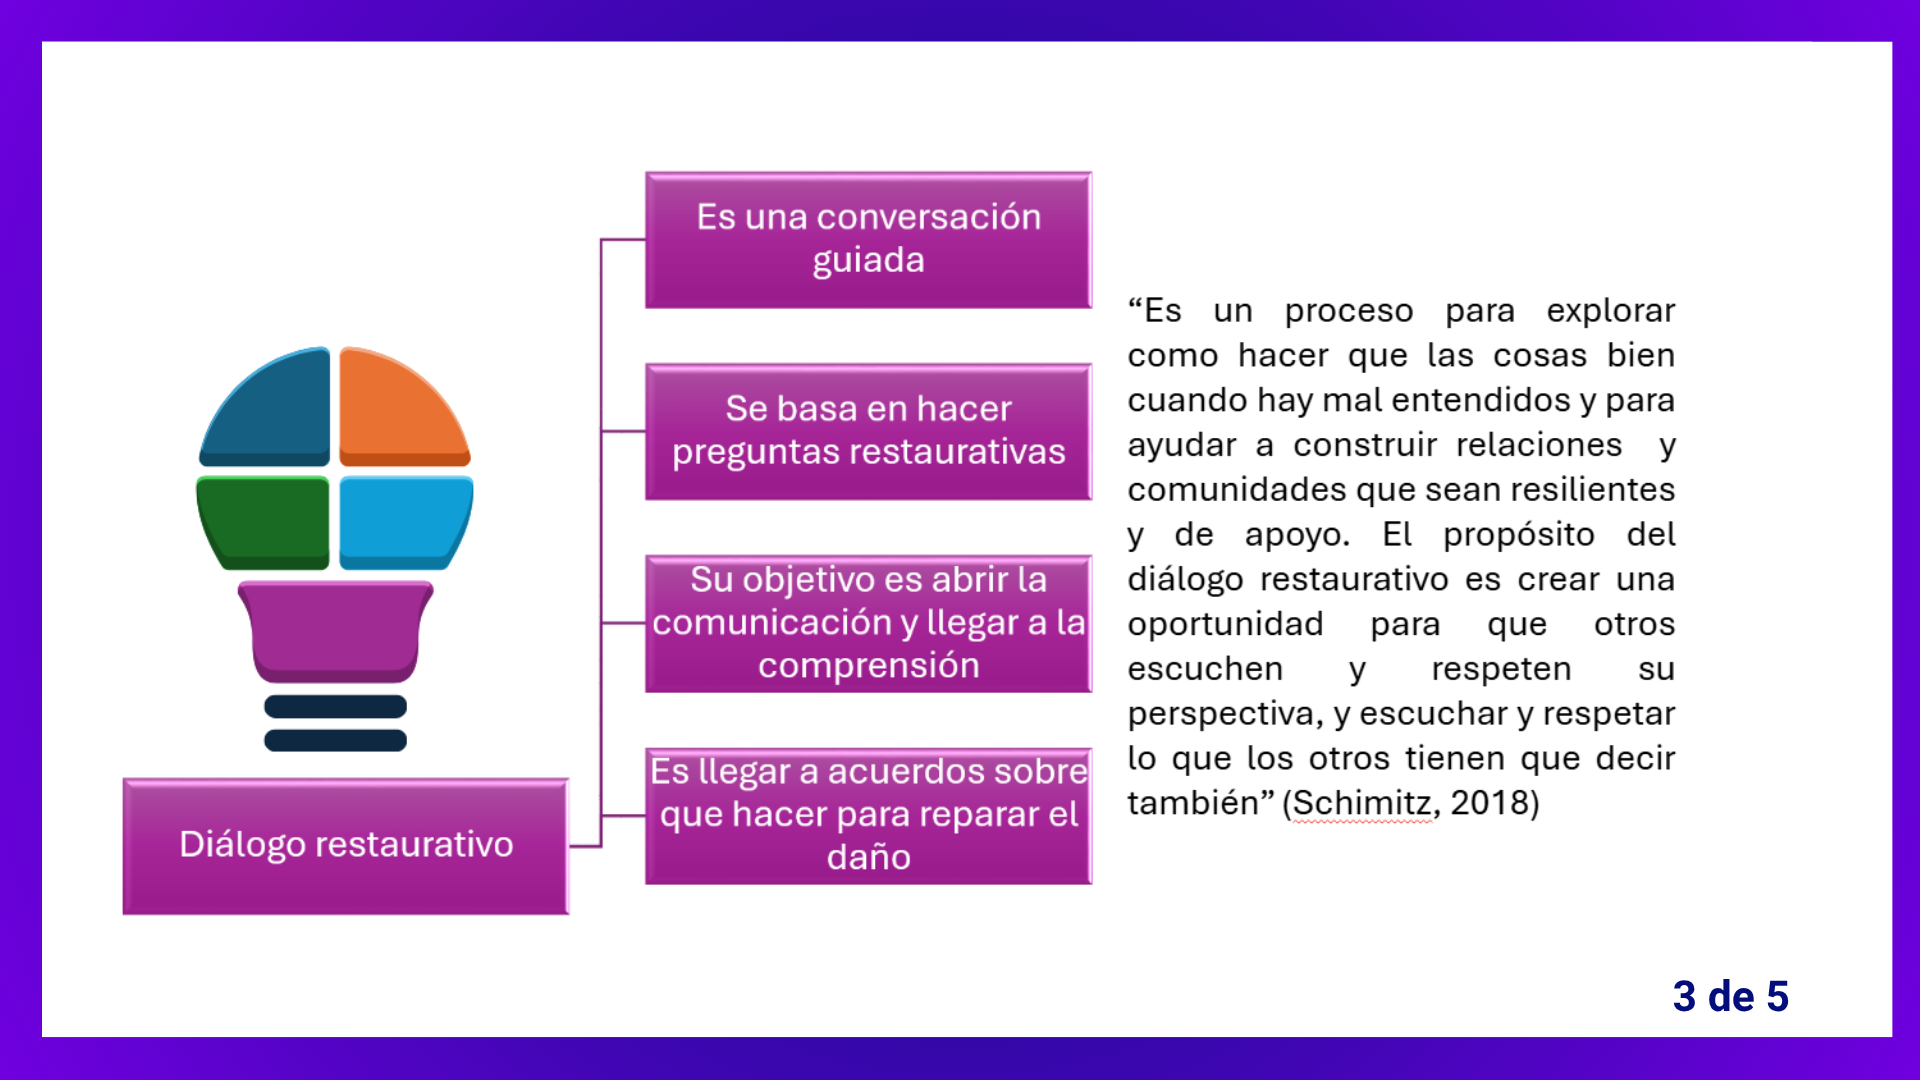 Es una conversación
guiada
Se basa en hacer
preguntas restaurativas
Su objetivo es abrir la
comunicación y llegar a la
comprensión
Es llegar a acuerdos sobre
que hacer para reparar el
daño
Diálogo restaurativo
“Es un proceso para explorar
como hacer que las cosas bien
cuando hay mal entendidos y para
ayudar a construir relaciones y
comunidades que sean resilientes
y de apoyo. El propósito del
diálogo restaurativo es crear una
oportunidad para que otros
escuchen y respeten su
perspectiva, y escuchar y respetar
lo que los otros tienen que decir
también” (Schimitz, 2018)
3 de 5